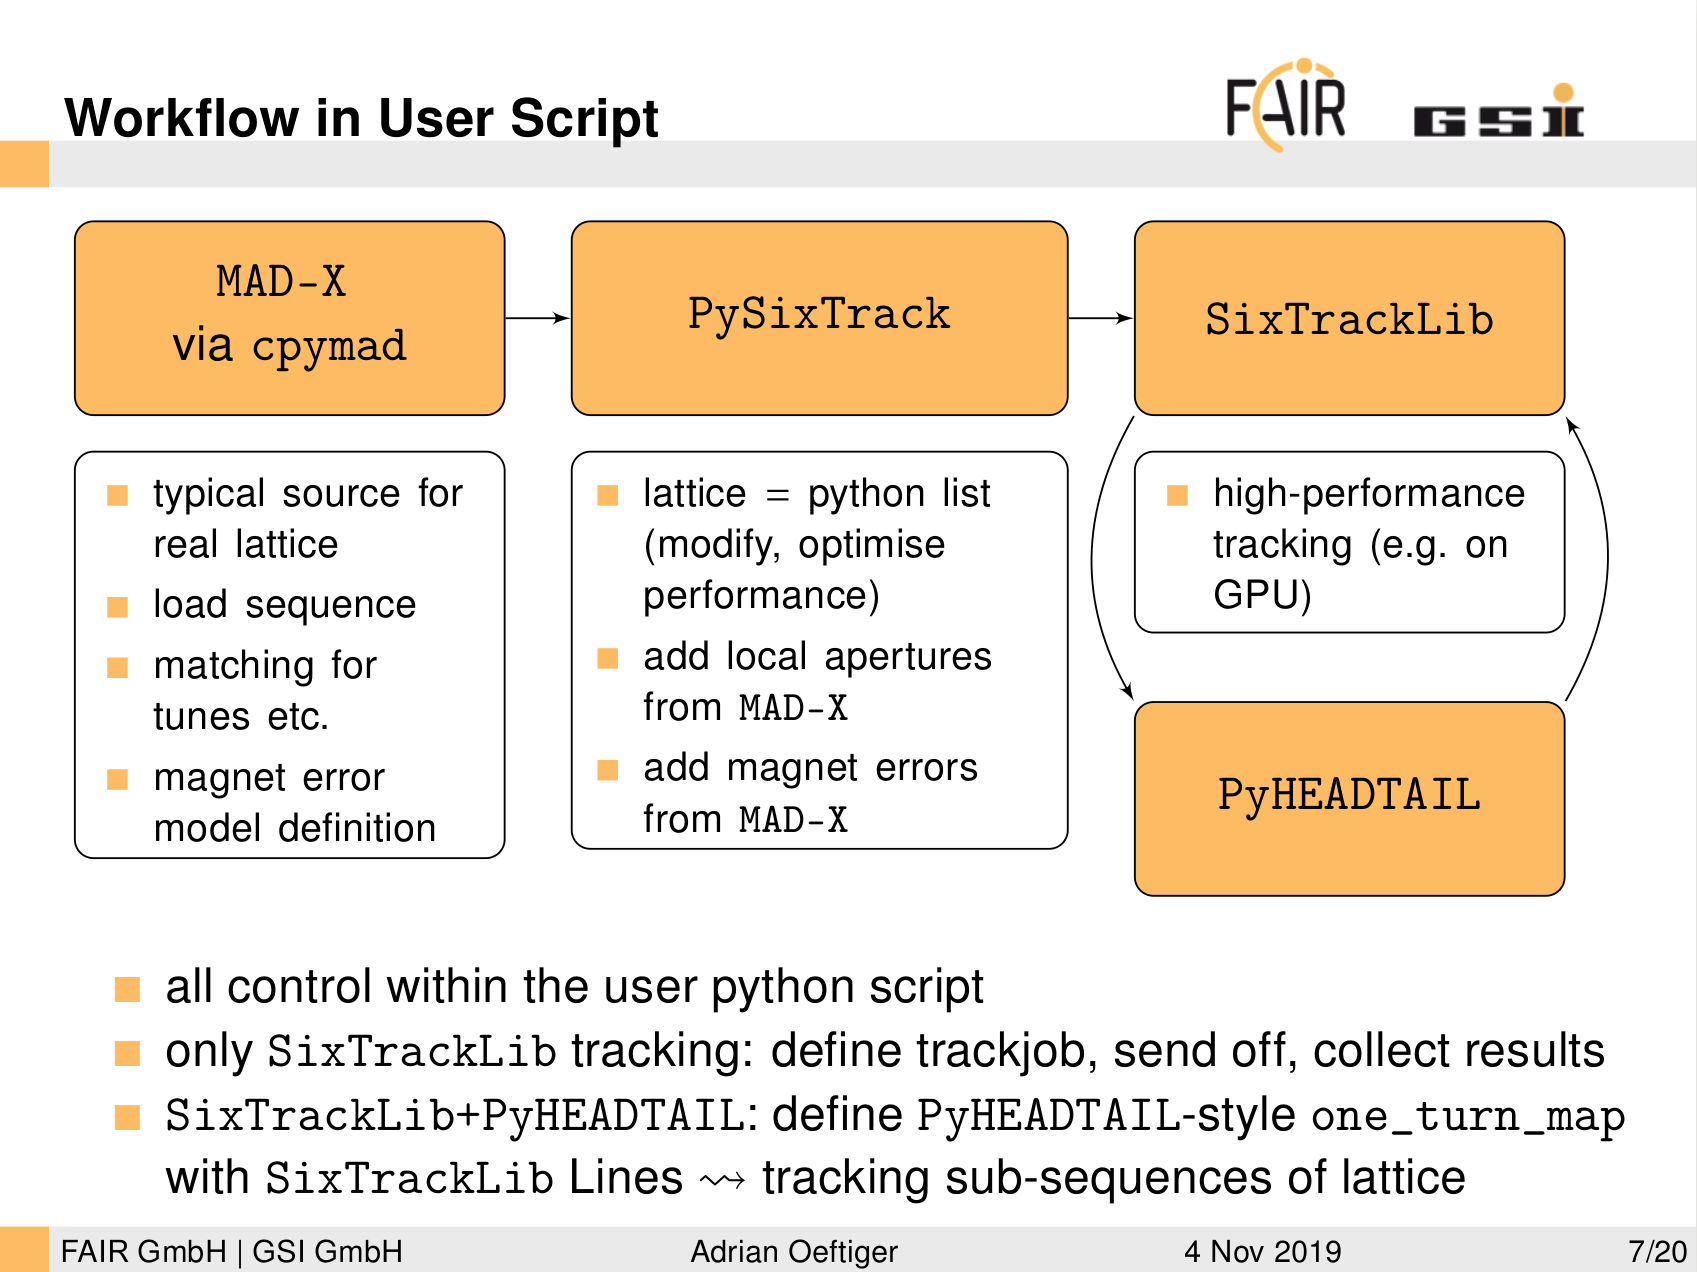 Workflow in User Script
FAIR
GSI
MAD-X
via cpymad
PySixTrack
SixTrackLib
typical source for
real lattice
load sequence
matching for
tunes etc.
magnet error
model definition
lattice = python list
(modify, optimise
performance)
add local apertures
from MAD-X
add magnet errors
from MAD-X
high-performance
tracking (e.g. on
GPU)
PyHEADTAIL
all control within the user python script
only SixTrackLib tracking: define trackjob, send off, collect results
SixTrackLib+PyHEADTAIL: define PyHEADTAIL-style one_turn_map
with SixTrackLib Lines ⇝ tracking sub-sequences of lattice
FAIR GmbH | GSI GmbH
Adrian Oeftiger
4 Nov 2019
7/20